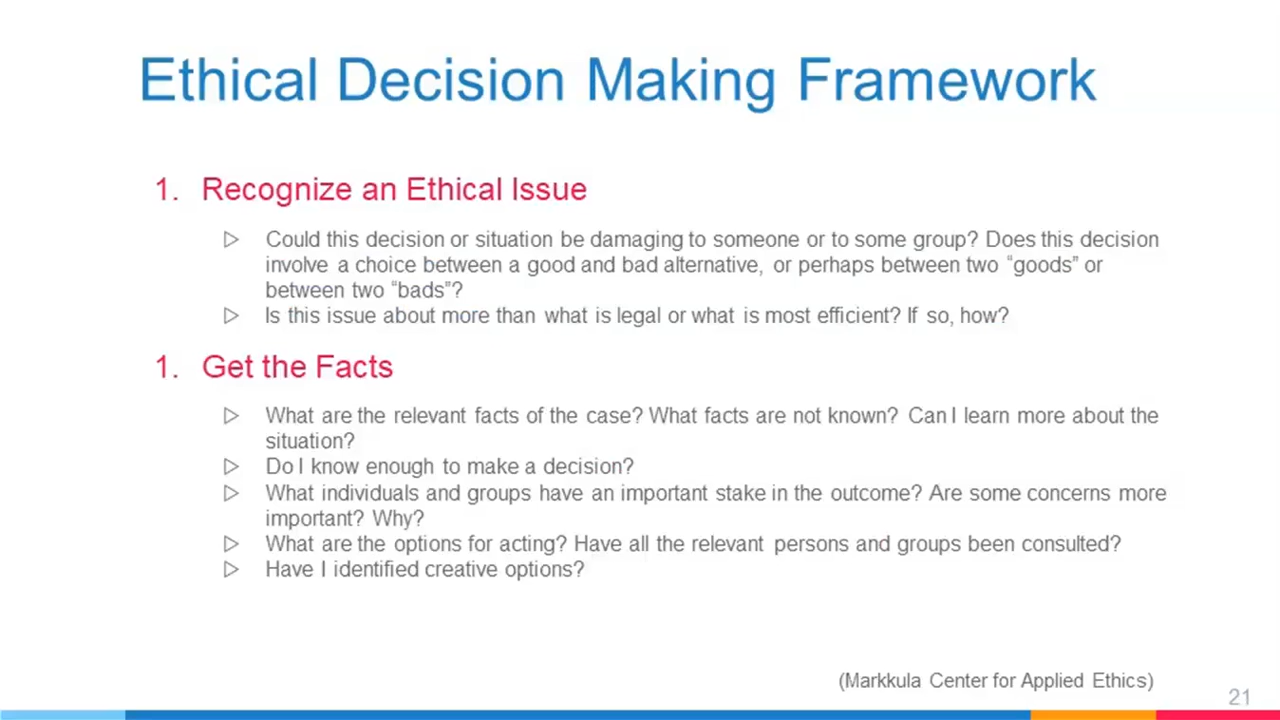 Ethical Decision Making Framework
1. Recognize an Ethical Issue
▷ Could this decision or situation be damaging to someone or to some group? Does this decision
involve a choice between a good and bad alternative, or perhaps between two “goods” or
between two “bads”?
▷ Is this issue about more than what is legal or what is most efficient? If so, how?
1. Get the Facts
▷ What are the relevant facts of the case? What facts are not known? Can I learn more about the
situation?
▷ Do I know enough to make a decision?
▷ What individuals and groups have an important stake in the outcome? Are some concerns more
important? Why?
▷ What are the options for acting? Have all the relevant persons and groups been consulted?
▷ Have I identified creative options?
(Markkula Center for Applied Ethics)
21